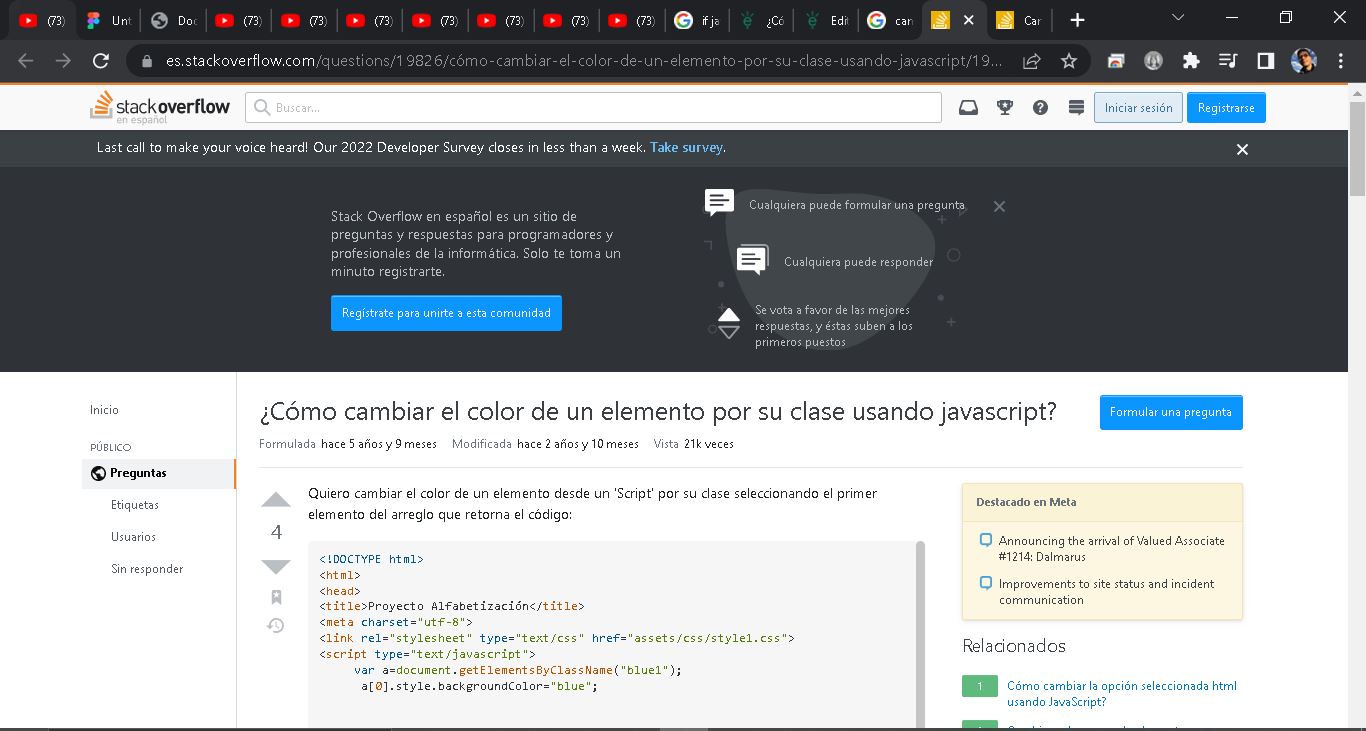 (73)
Unt
Doc
(73)
(73)
(73)
(73)
(73)
(73)
(73)
if ja
¿Có
Edit
can
Car
es.stackoverflow.com/questions/19826/cómo-cambiar-el-color-de-un-elemento-por-su-clase-usando-javascript/19...
stackoverflow
en español
Buscar...
Iniciar sesión
Registrarse
Last call to make your voice heard! Our 2022 Developer Survey closes in less than a week. Take survey.
Stack Overflow en español es un sitio de
preguntas y respuestas para programadores y
profesionales de la informática. Solo te toma un
minuto registrarte.
Regístrate para unirte a esta comunidad
Cualquiera puede formular una pregunta
Cualquiera puede responder
Se vota a favor de las mejores
respuestas, y éstas suben a los
primeros puestos
Inicio
PÚBLICO
Preguntas
Etiquetas
Usuarios
Sin responder
¿Cómo cambiar el color de un elemento por su clase usando javascript?
Formular una pregunta
Formulada hace 5 años y 9 meses Modificada hace 2 años y 10 meses Vista 21k veces
4
Quiero cambiar el color de un elemento desde un 'Script' por su clase seleccionando el primer
elemento del arreglo que retorna el código:
<!DOCTYPE html>
<html>
<head>
<title>Proyecto Alfabetización</title>
<meta charset="utf-8">
<link rel="stylesheet" type="text/css" href="assets/css/style1.css">
<script type="text/javascript">
var a=document.getElementsByClassName("blue1");
a[0].style.backgroundColor="blue";
Destacado en Meta
Announcing the arrival of Valued Associate
#1214: Dalmarus
Improvements to site status and incident
communication
Relacionados
1
Cómo cambiar la opción seleccionada html
usando JavaScript?